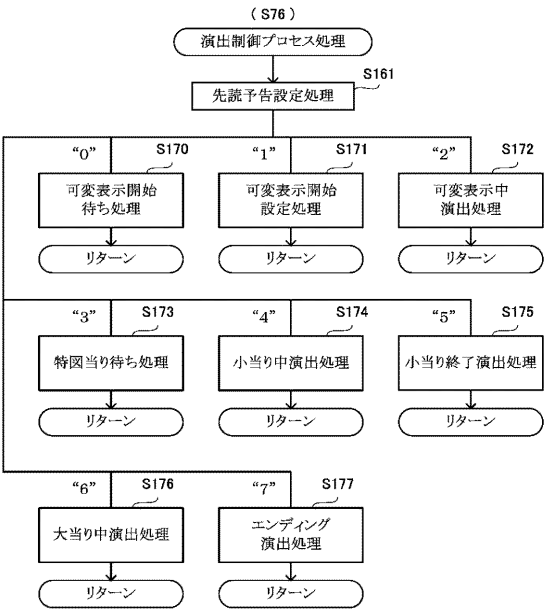 （S76）
演出制御プロセス処理
S161
先読予告設定処理
“0”
S170
可変表示開始
待ち処理
リターン
“1”
S171
可変表示開始
設定処理
リターン
“2”
S172
可変表示中
演出処理
リターン
“3”
S173
特図当り待ち処理
リターン
“4”
S174
小当り中演出処理
リターン
“5”
S175
小当り終了演出処理
リターン
“6”
S176
大当り中演出処理
リターン
“7”
S177
エンディング
演出処理
リターン